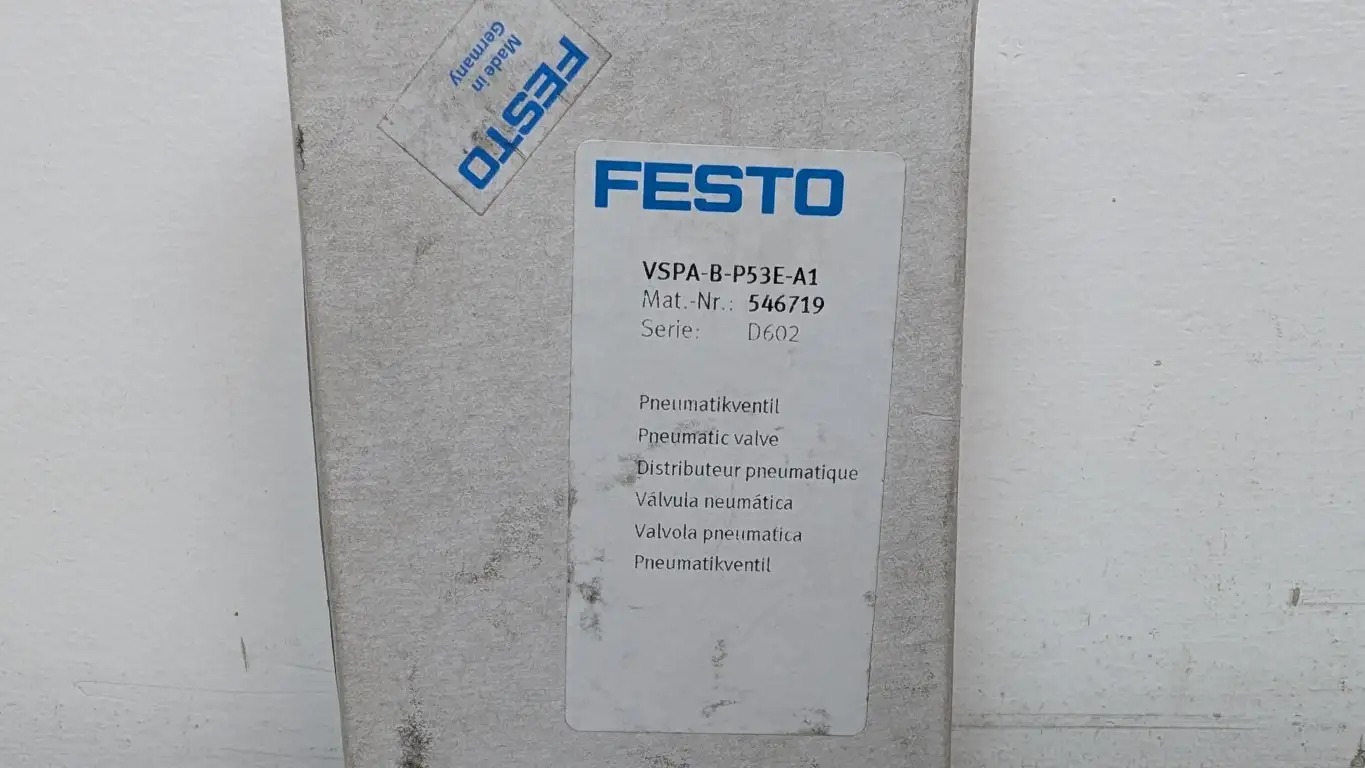 FESTO
Made in
Germany
FESTO
VSPA-B-P53E-A1
Mat.-Nr.: 546719
Serie: D602
Pneumatikventil
Pneumatic valve
Distributeur pneumatique
Válvula neumática
Valvola pneumatica
Pneumatikventil